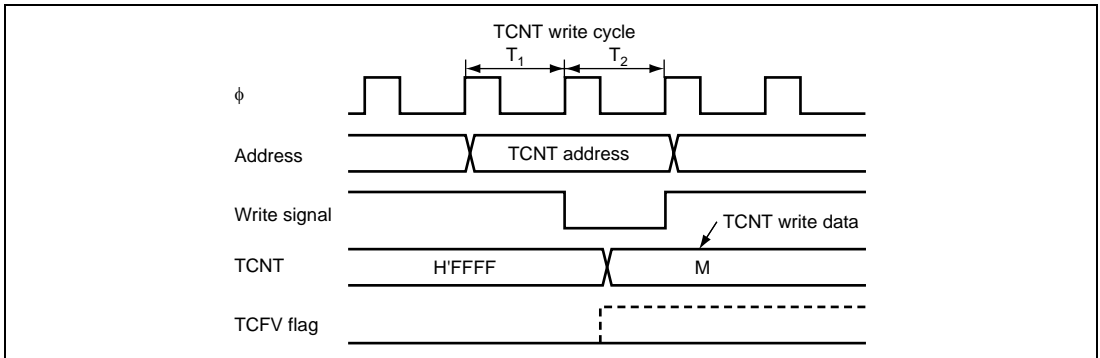 TCNT write cycle
T1 T2
φ
Address
TCNT address
Write signal
TCNT write data
TCNT
H'FFFF
M
TCFV flag